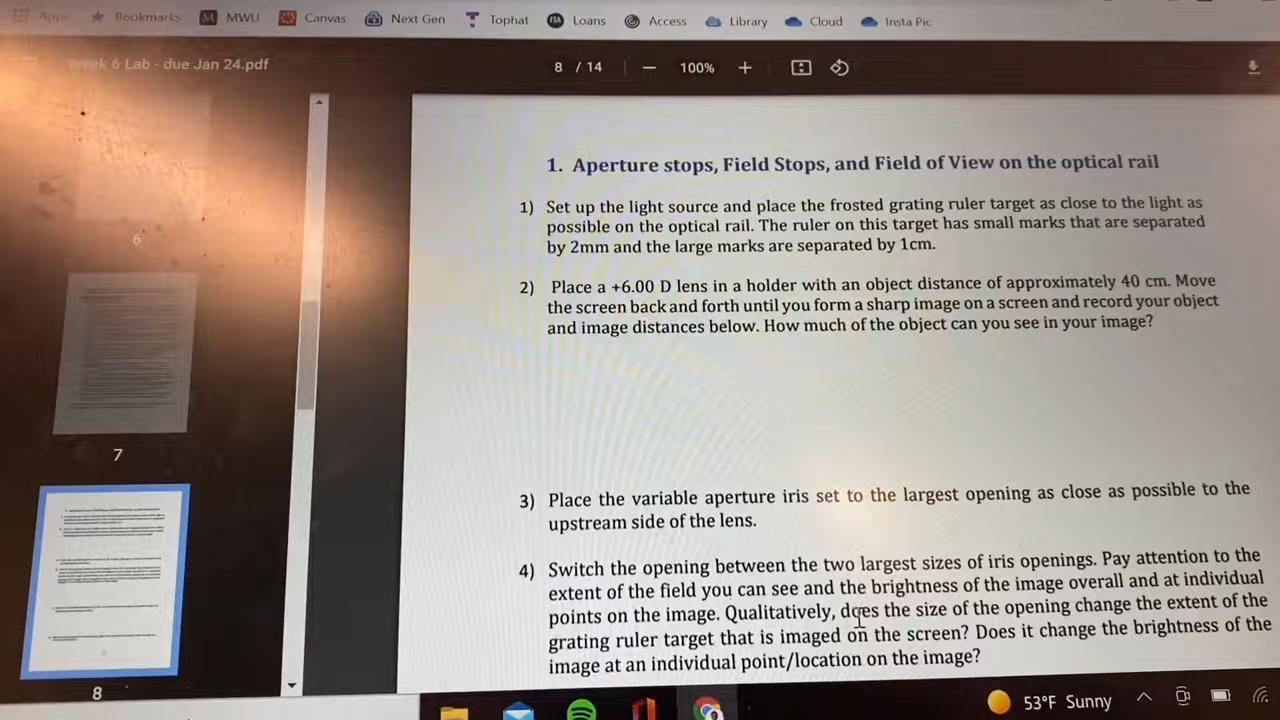 Apps Bookmarks M MWU Canvas Next Gen Tophat FSA Loans Access Library Cloud Insta Pic
Week 6 Lab - due Jan 24.pdf 8 / 14 — 100% +
6
7
8
1. Aperture stops, Field Stops, and Field of View on the optical rail
1) Set up the light source and place the frosted grating ruler target as close to the light as
possible on the optical rail. The ruler on this target has small marks that are separated
by 2mm and the large marks are separated by 1cm.
2) Place a +6.00 D lens in a holder with an object distance of approximately 40 cm. Move
the screen back and forth until you form a sharp image on a screen and record your object
and image distances below. How much of the object can you see in your image?
3) Place the variable aperture iris set to the largest opening as close as possible to the
upstream side of the lens.
4) Switch the opening between the two largest sizes of iris openings. Pay attention to the
extent of the field you can see and the brightness of the image overall and at individual
points on the image. Qualitatively, does the size of the opening change the extent of the
grating ruler target that is imaged on the screen? Does it change the brightness of the
image at an individual point/location on the image?
53°F Sunny